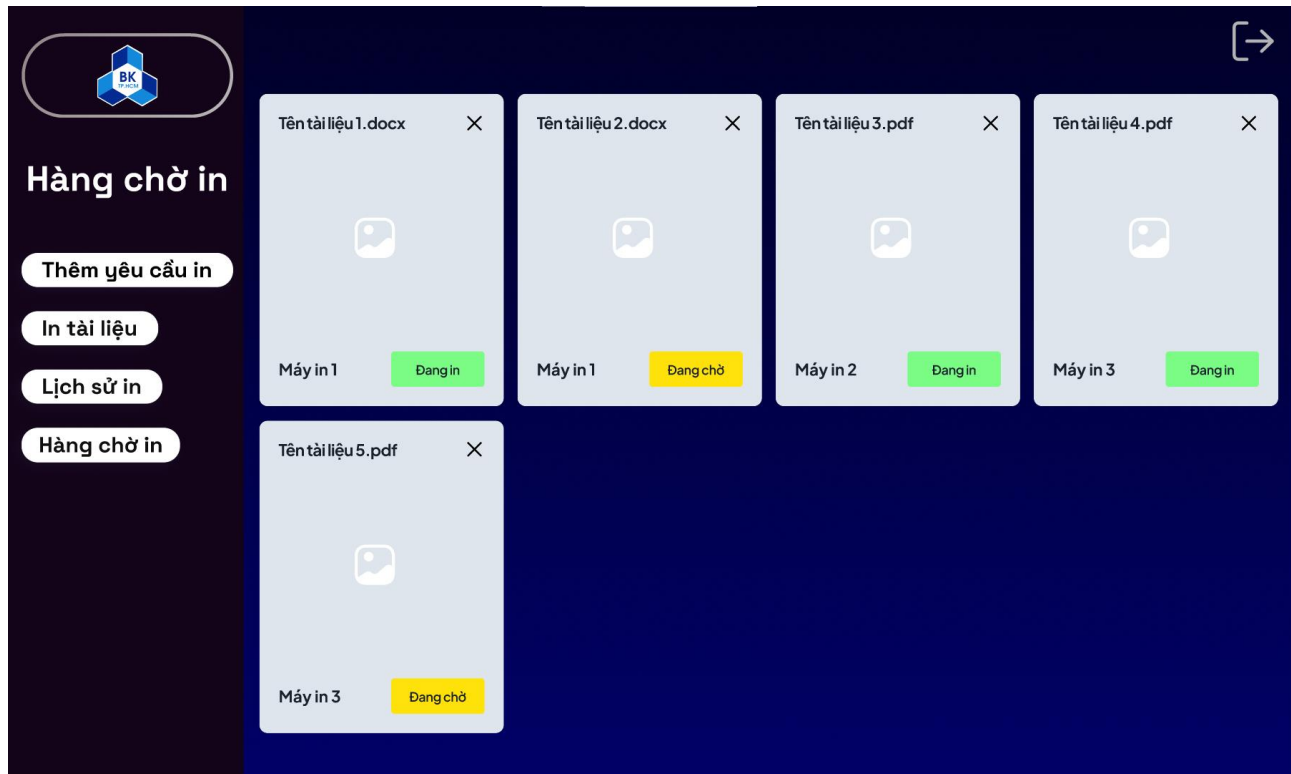 BK
TP.HCM
Hàng chờ in
Thêm yêu cầu in
In tài liệu
Lịch sử in
Hàng chờ in
Tên tài liệu 1.docx
Máy in 1
Đang in
Tên tài liệu 2.docx
Máy in 1
Đang chờ
Tên tài liệu 3.pdf
Máy in 2
Đang in
Tên tài liệu 4.pdf
Máy in 3
Đang in
Tên tài liệu 5.pdf
Máy in 3
Đang chờ